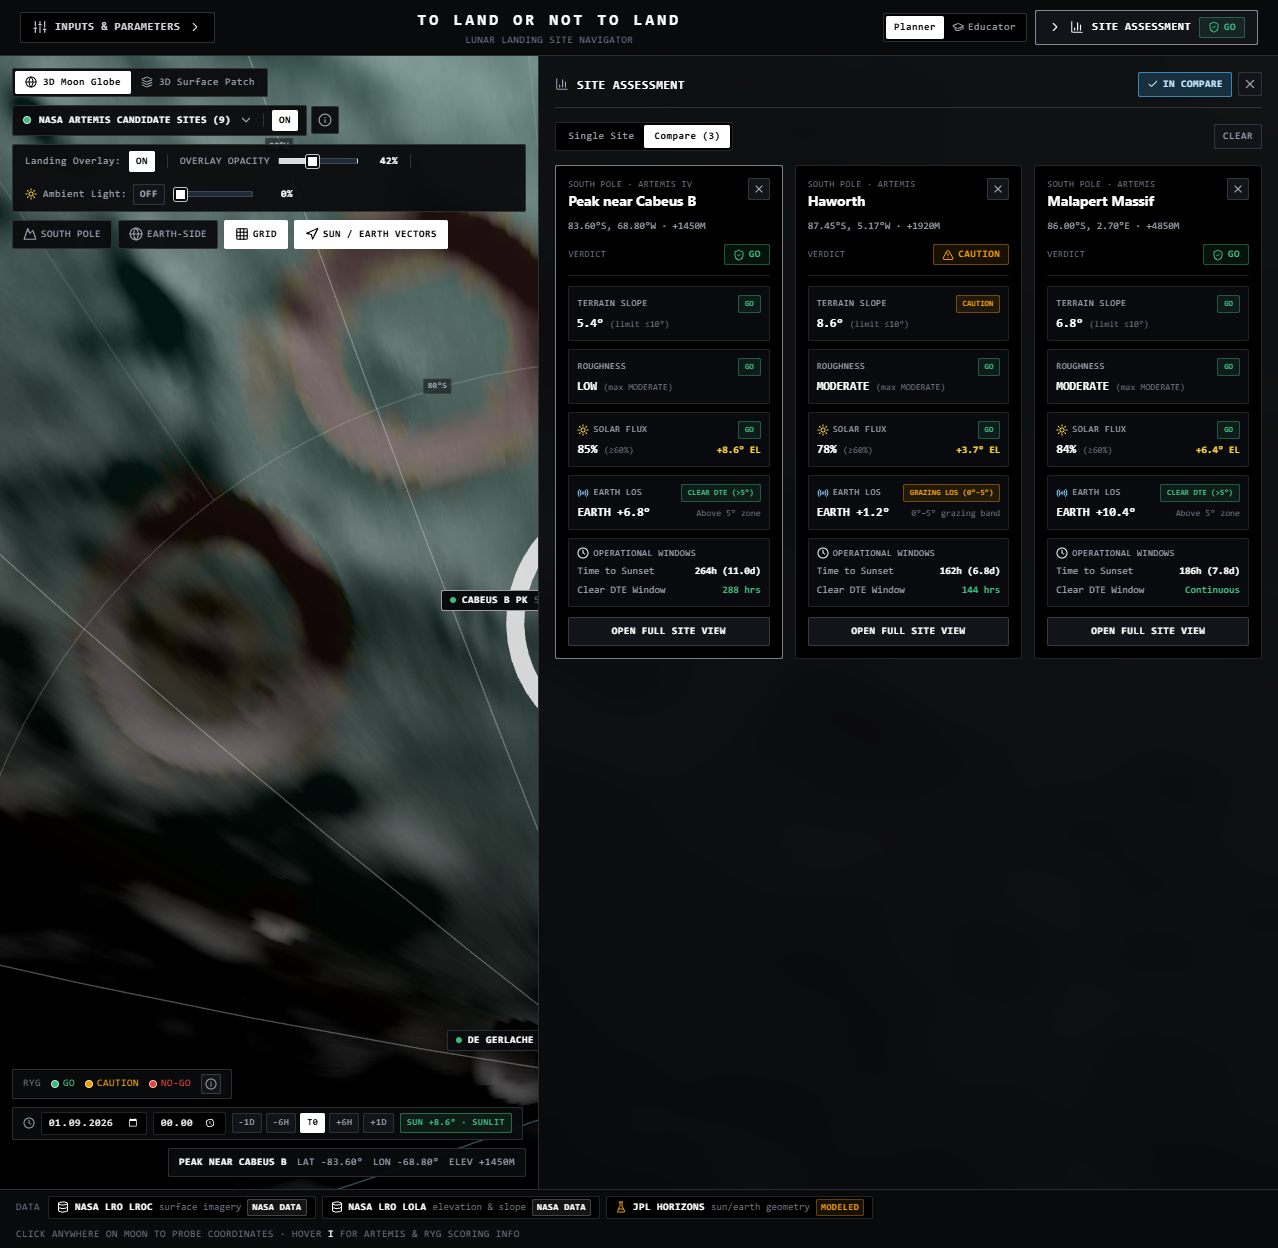 INPUTS & PARAMETERS
TO LAND OR NOT TO LAND
LUNAR LANDING SITE NAVIGATOR
Planner
Educator
SITE ASSESSMENT
GO
3D Moon Globe
3D Surface Patch
NASA ARTEMIS CANDIDATE SITES (9)
ON
Landing Overlay:
ON
OVERLAY OPACITY
42%
Ambient Light:
OFF
0%
SOUTH POLE
EARTH-SIDE
GRID
SUN / EARTH VECTORS
80°S
CABEUS B PK
DE GERLACHE
RYG
GO
CAUTION
NO-GO
01.09.2026
00.00
-1D
-6H
T0
+6H
+1D
SUN +8.6° · SUNLIT
PEAK NEAR CABEUS B LAT -83.60° LON -68.80° ELEV +1450M
SITE ASSESSMENT
IN COMPARE
Single Site
Compare (3)
CLEAR
SOUTH POLE · ARTEMIS IV
Peak near Cabeus B
83.60°S, 68.80°W · +1450M
VERDICT
GO
TERRAIN SLOPE
GO
5.4° (limit ≤10°)
ROUGHNESS
GO
LOW (max MODERATE)
SOLAR FLUX
GO
85% (≥60%)
+8.6° EL
EARTH LOS
CLEAR DTE (>5°)
EARTH +6.8°
Above 5° zone
OPERATIONAL WINDOWS
Time to Sunset 264h (11.0d)
Clear DTE Window 288 hrs
OPEN FULL SITE VIEW
SOUTH POLE · ARTEMIS
Haworth
87.45°S, 5.17°W · +1920M
VERDICT
CAUTION
TERRAIN SLOPE
CAUTION
8.6° (limit ≤10°)
ROUGHNESS
GO
MODERATE (max MODERATE)
SOLAR FLUX
GO
78% (≥60%)
+3.7° EL
EARTH LOS
GRAZING LOS (0°-5°)
EARTH +1.2°
0°-5° grazing band
OPERATIONAL WINDOWS
Time to Sunset 162h (6.8d)
Clear DTE Window 144 hrs
OPEN FULL SITE VIEW
SOUTH POLE · ARTEMIS
Malapert Massif
86.00°S, 2.70°E · +4850M
VERDICT
GO
TERRAIN SLOPE
GO
6.8° (limit ≤10°)
ROUGHNESS
GO
MODERATE (max MODERATE)
SOLAR FLUX
GO
84% (≥60%)
+6.4° EL
EARTH LOS
CLEAR DTE (>5°)
EARTH +10.4°
Above 5° zone
OPERATIONAL WINDOWS
Time to Sunset 186h (7.8d)
Clear DTE Window Continuous
OPEN FULL SITE VIEW
DATA
NASA LRO LROC surface imagery NASA DATA
NASA LRO LOLA elevation & slope NASA DATA
JPL HORIZONS sun/earth geometry MODELED
CLICK ANYWHERE ON MOON TO PROBE COORDINATES · HOVER I FOR ARTEMIS & RYG SCORING INFO